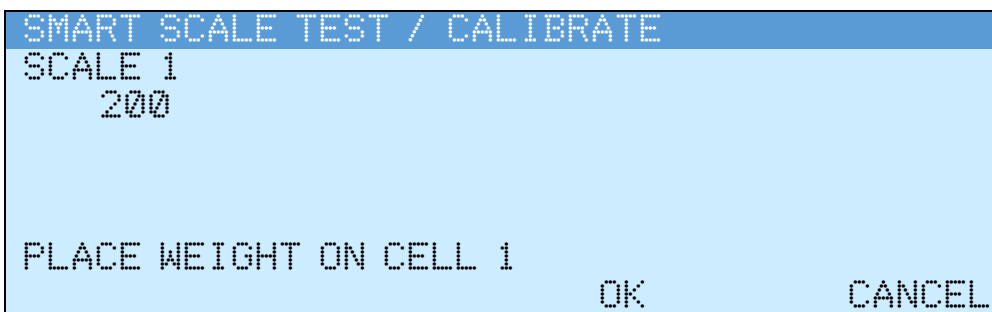 SMART SCALE TEST / CALIBRATE
SCALE 1
200
PLACE WEIGHT ON CELL 1
OK CANCEL